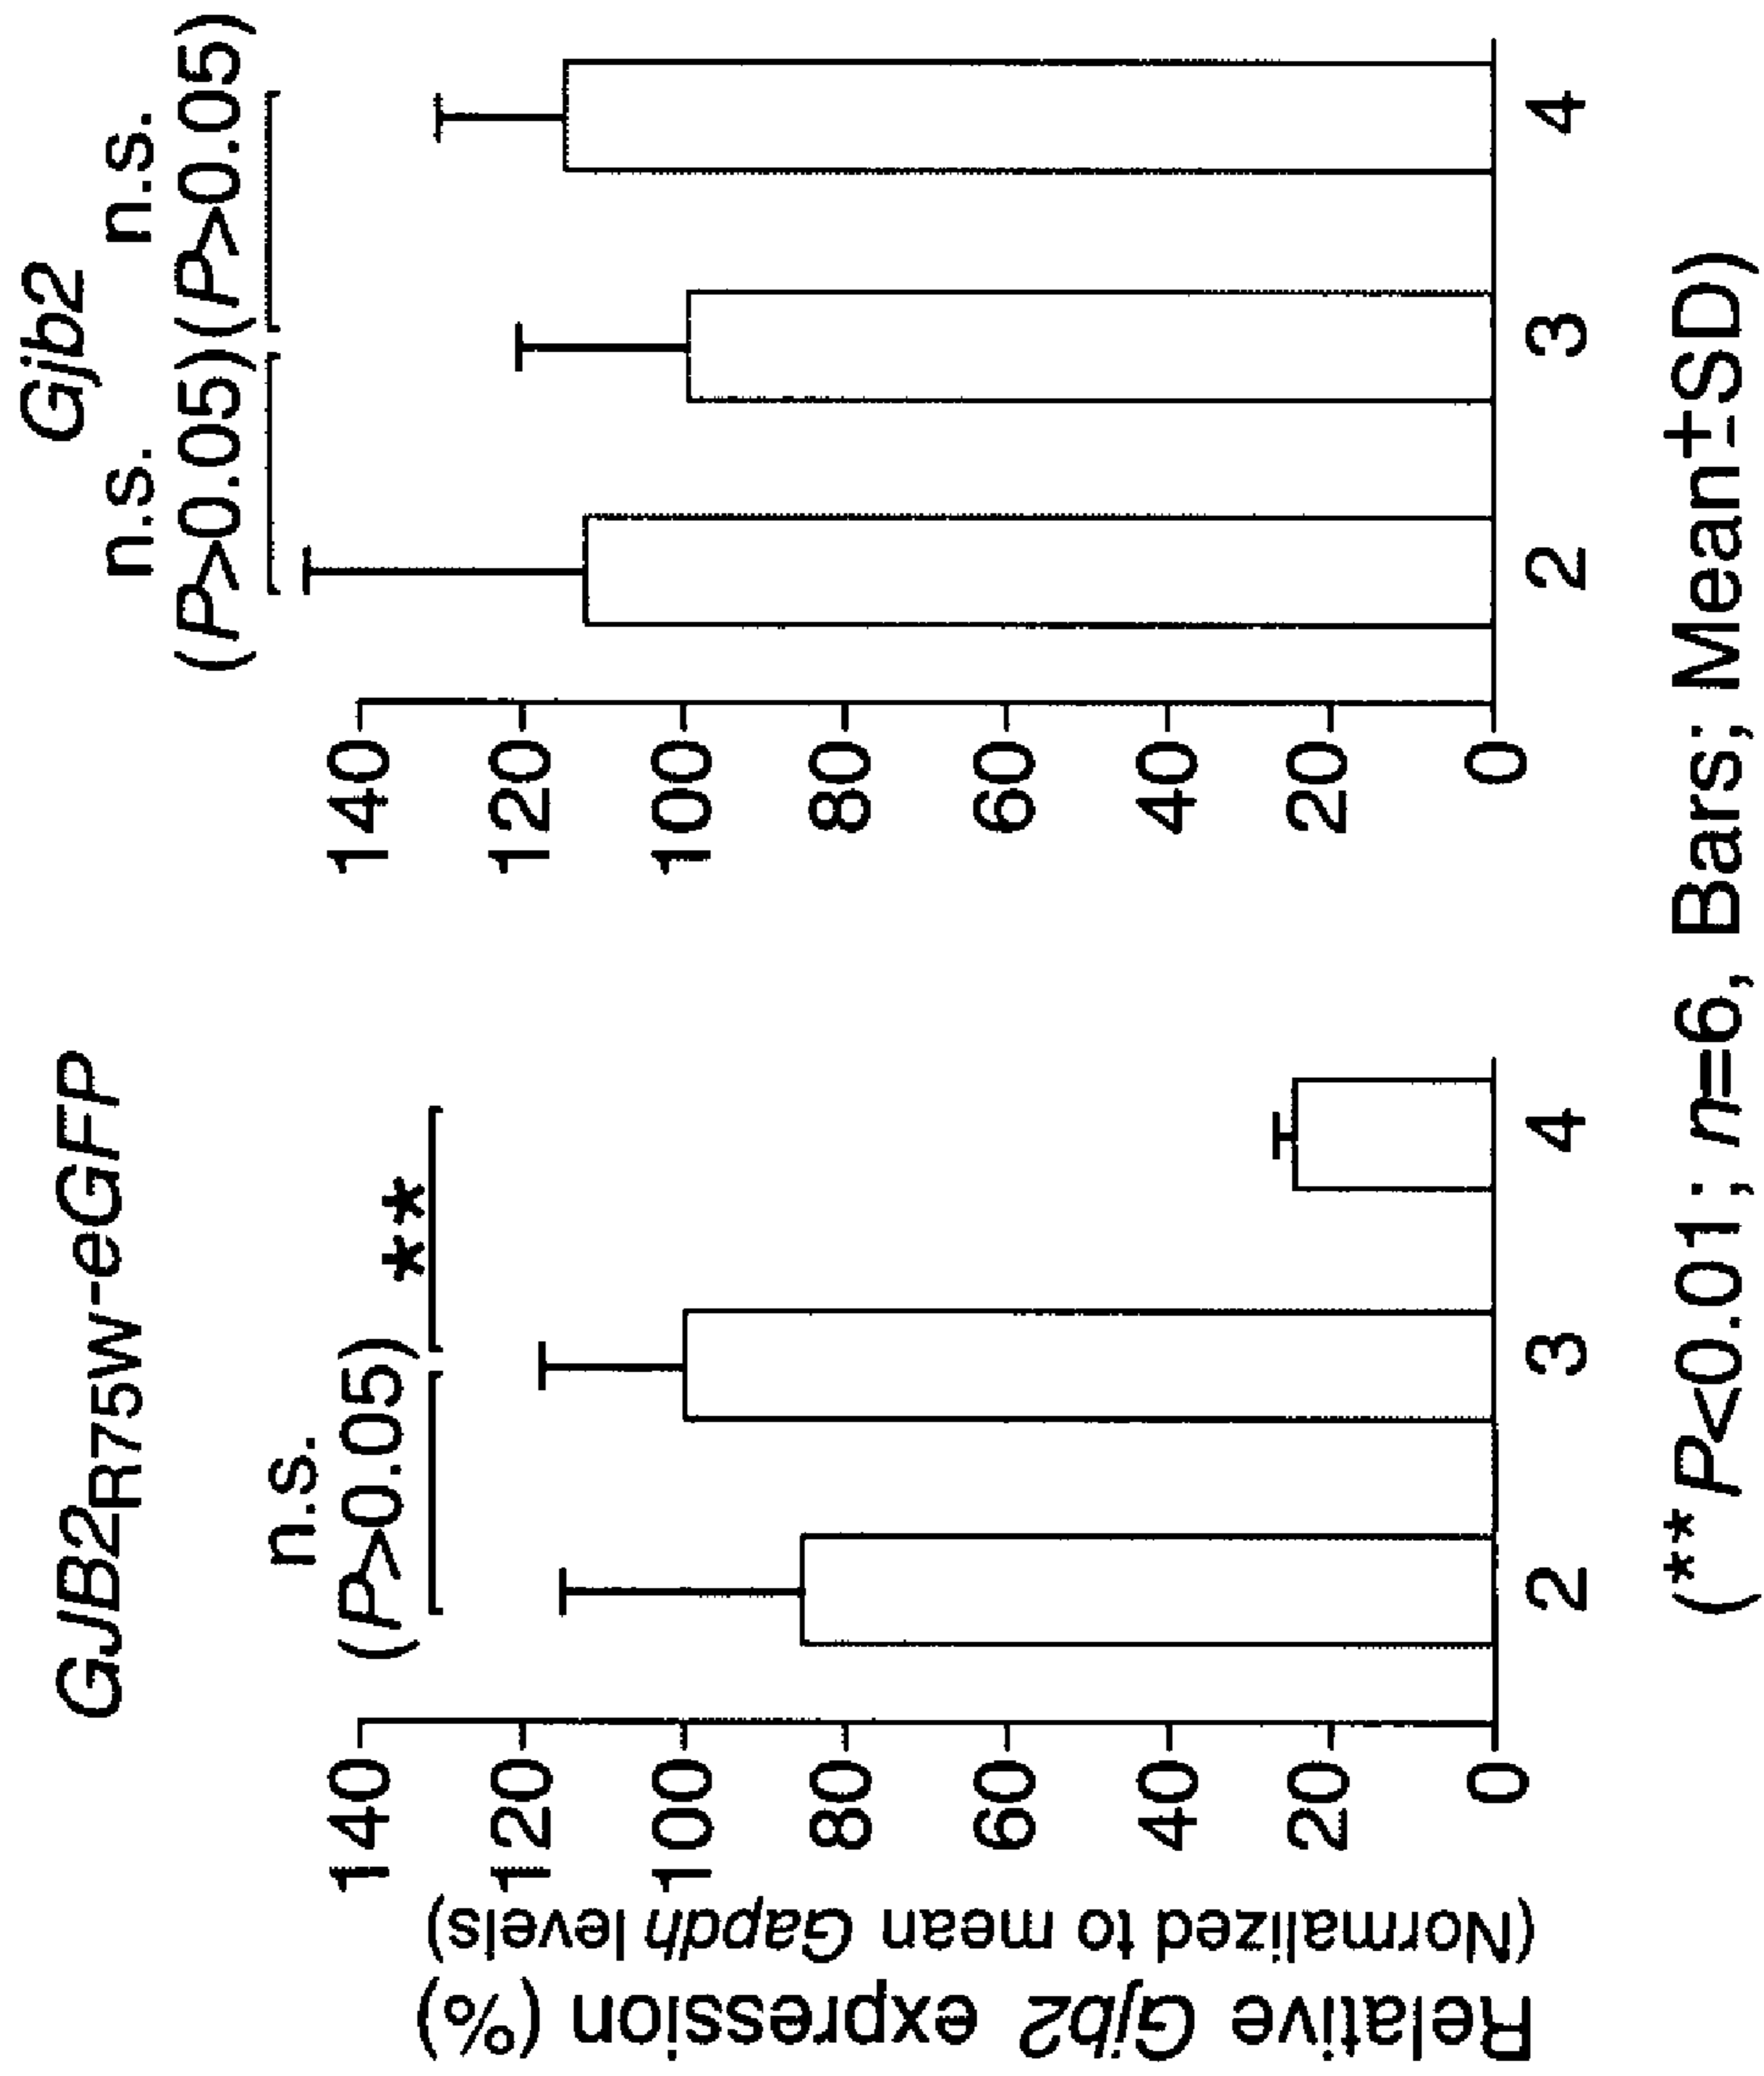 GJB2R75W-eGFP
n.s.
(P>0.05)
**
Relative Gjb2 expression (%)
(Normalized to mean Gapdh levels)
140
120
100
80
60
40
20
0
2 3 4
Gjb2
n.s. n.s.
(P>0.05) (P>0.05)
140
120
100
80
60
40
20
0
2 3 4
(**P<0.01; n=6, Bars; Mean±SD)